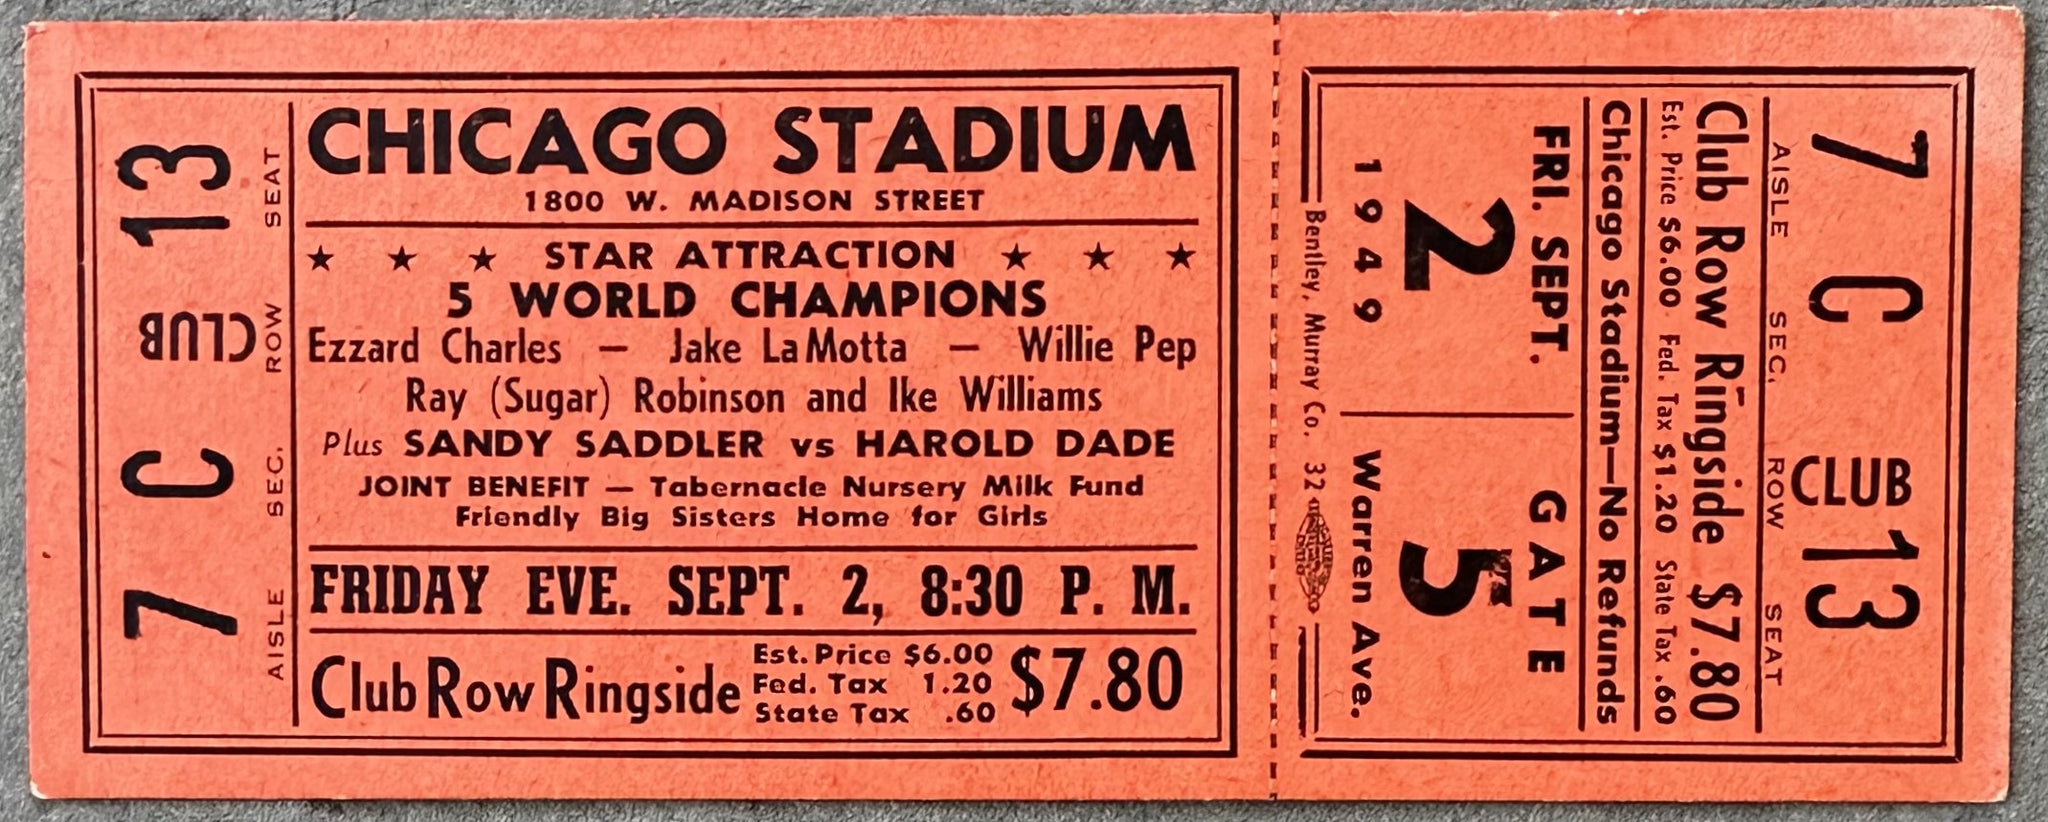 13 SEAT
CLUB ROW
C SEC.
7 AISLE
CHICAGO STADIUM
1800 W. MADISON STREET
★ ★ ★ STAR ATTRACTION ★ ★ ★
5 WORLD CHAMPIONS
Ezzard Charles — Jake LaMotta — Willie Pep
Ray (Sugar) Robinson and Ike Williams
Plus SANDY SADDLER vs HAROLD DADE
JOINT BENEFIT — Tabernacle Nursery Milk Fund
Friendly Big Sisters Home for Girls
FRIDAY EVE. SEPT. 2, 8:30 P. M.
Club Row Ringside
Est. Price $6.00
Fed. Tax 1.20
State Tax .60
$7.80
7 C CLUB 13
AISLE SEC. ROW SEAT
Club Row Ringside $7.80
Est. Price $6.00 Fed. Tax $1.20 State Tax .60
Chicago Stadium—No Refunds
FRI. SEPT. GATE
2 5
1949 Warren Ave.
Bentley, Murray Co. 32